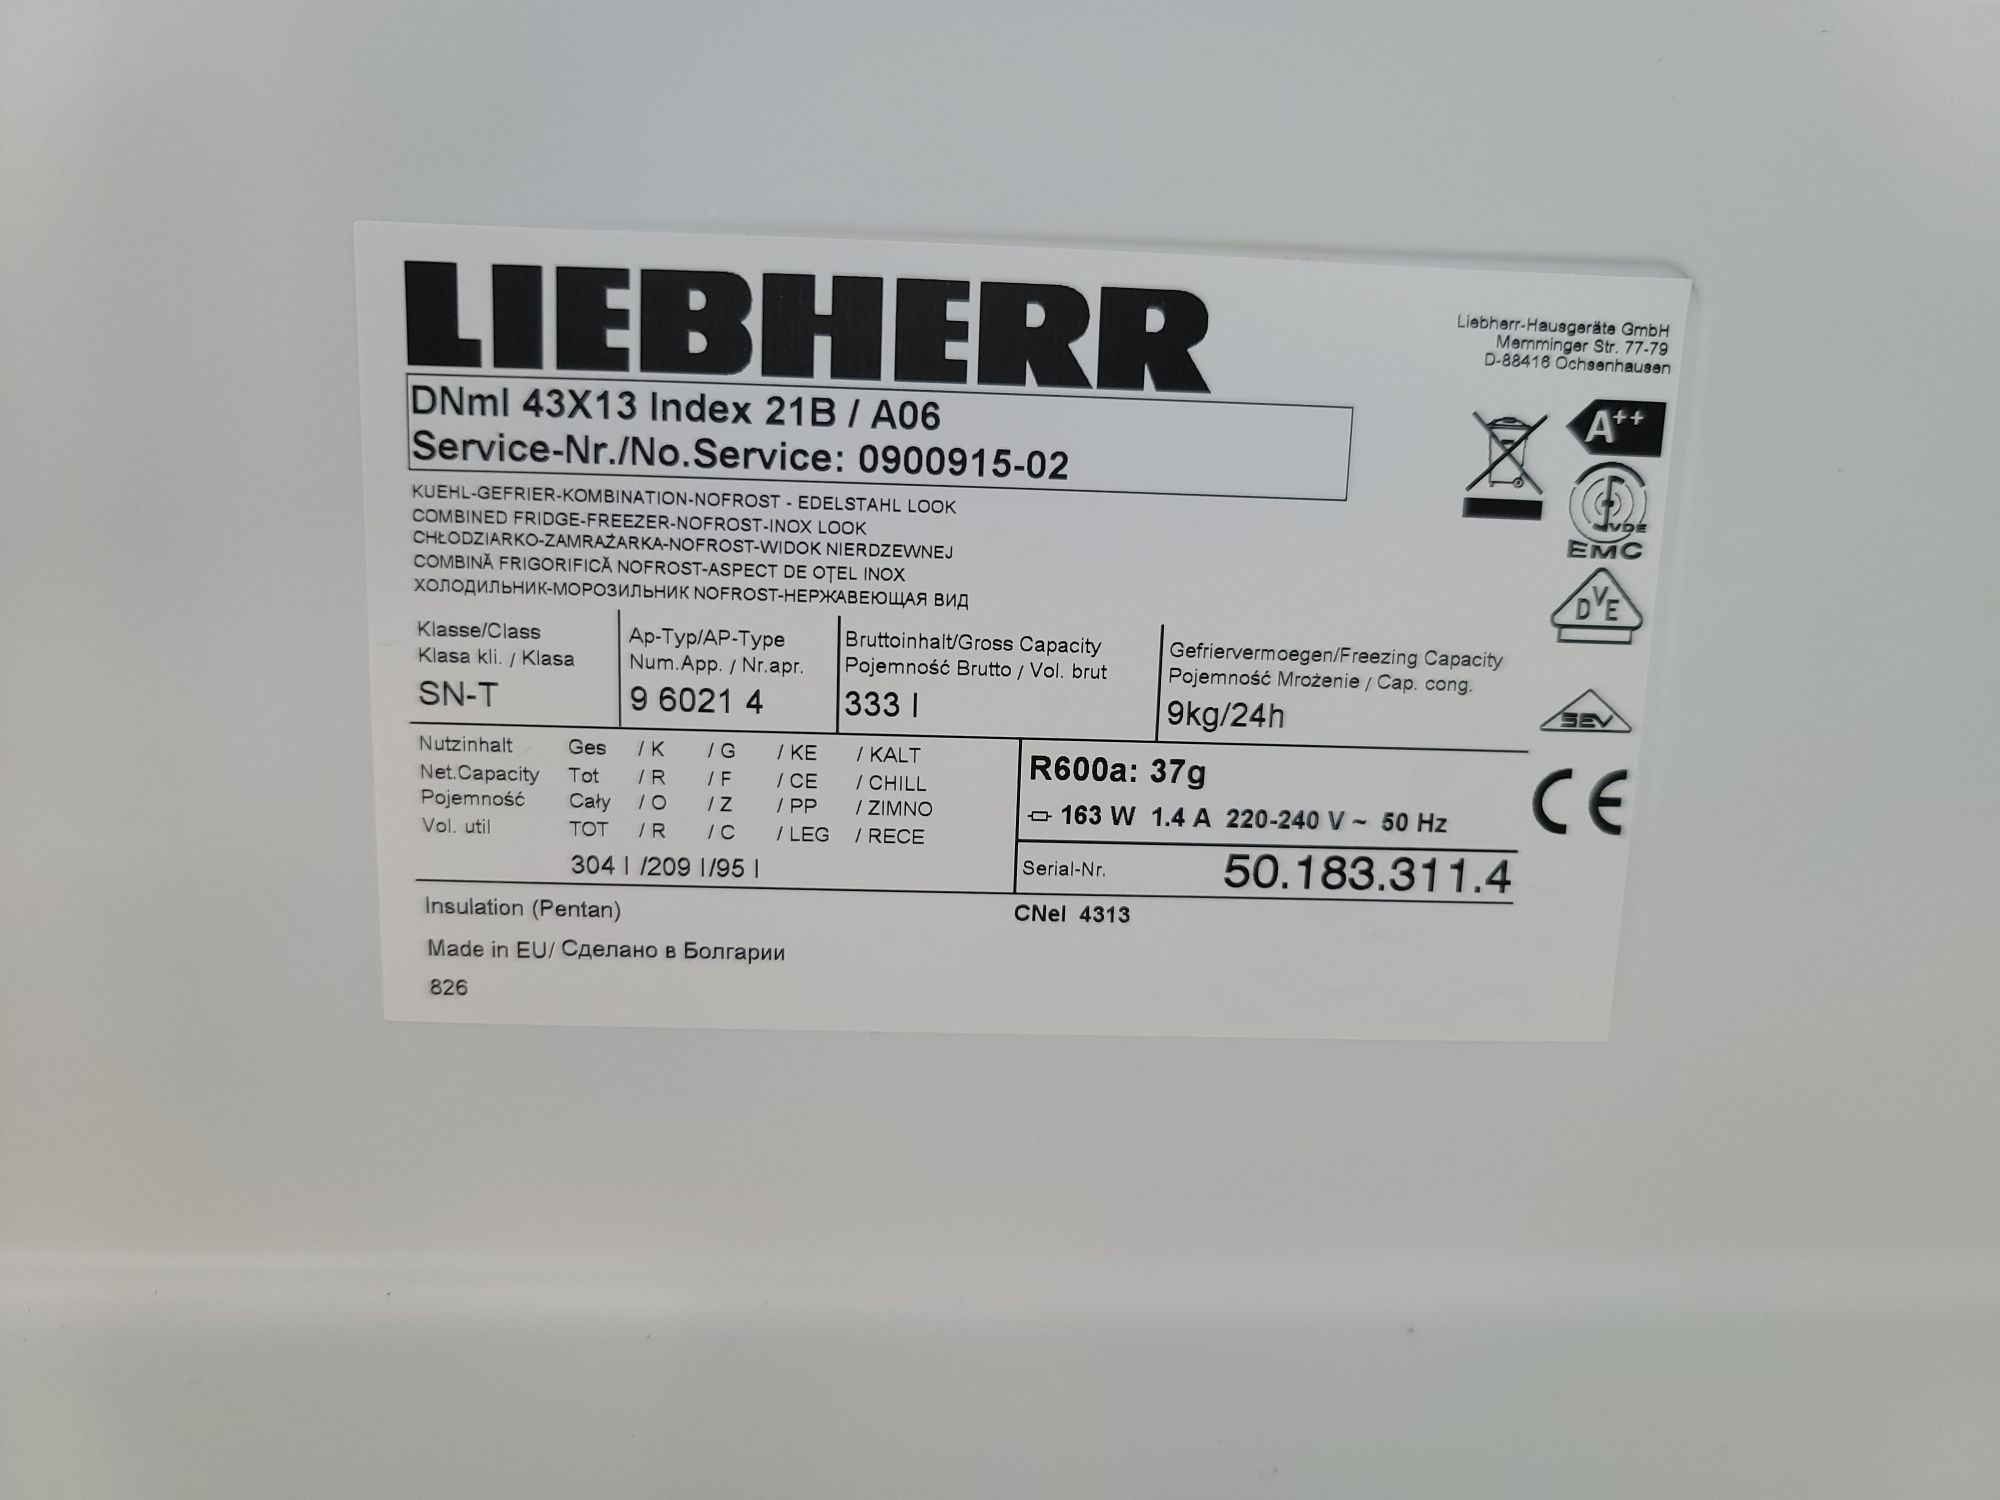 LIEBHERR
Liebherr-Hausgeräte GmbH
Memminger Str. 77-79
D-88416 Ochsenhausen
DNml 43X13 Index 21B / A06
Service-Nr./No.Service: 0900915-02
A++
VDE
EMC
DVE
SEV
CE
KUEHL-GEFRIER-KOMBINATION-NOFROST - EDELSTAHL LOOK
COMBINED FRIDGE-FREEZER-NOFROST-INOX LOOK
CHŁODZIARKO-ZAMRAŻARKA-NOFROST-WIDOK NIERDZEWNEJ
COMBINĂ FRIGORIFICĂ NOFROST-ASPECT DE OŢEL INOX
ХОЛОДИЛЬНИК-МОРОЗИЛЬНИК NOFROST-НЕРЖАВЕЮЩАЯ ВИД
Klasse/Class
Klasa kli. / Klasa
SN-T
Ap-Typ/AP-Type
Num.App. / Nr.apr.
9 6021 4
Bruttoinhalt/Gross Capacity
Pojemność Brutto / Vol. brut
333 l
Gefriervermoegen/Freezing Capacity
Pojemność Mrożenie / Cap. cong.
9kg/24h
Nutzinhalt Ges / K / G / KE / KALT
Net.Capacity Tot / R / F / CE / CHILL
Pojemność Cały / O / Z / PP / ZIMNO
Vol. util TOT / R / C / LEG / RECE
304 l /209 l/95 l
R600a: 37g
163 W 1.4 A 220-240 V ~ 50 Hz
Serial-Nr. 50.183.311.4
Insulation (Pentan)
CNel 4313
Made in EU/ Сделано в Болгарии
826